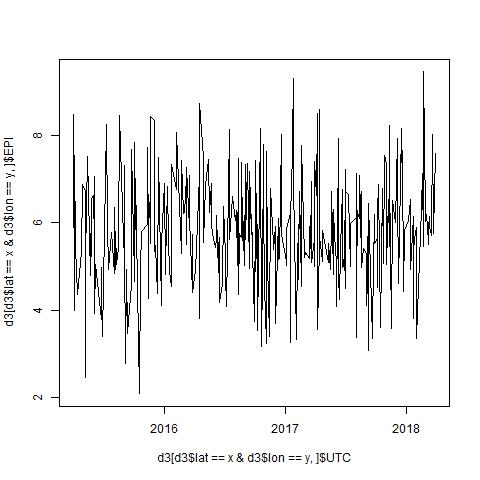 d3[d3$lat == x & d3$lon == y, ]$EPI
8
6
4
2
2016 2017 2018
d3[d3$lat == x & d3$lon == y, ]$UTC